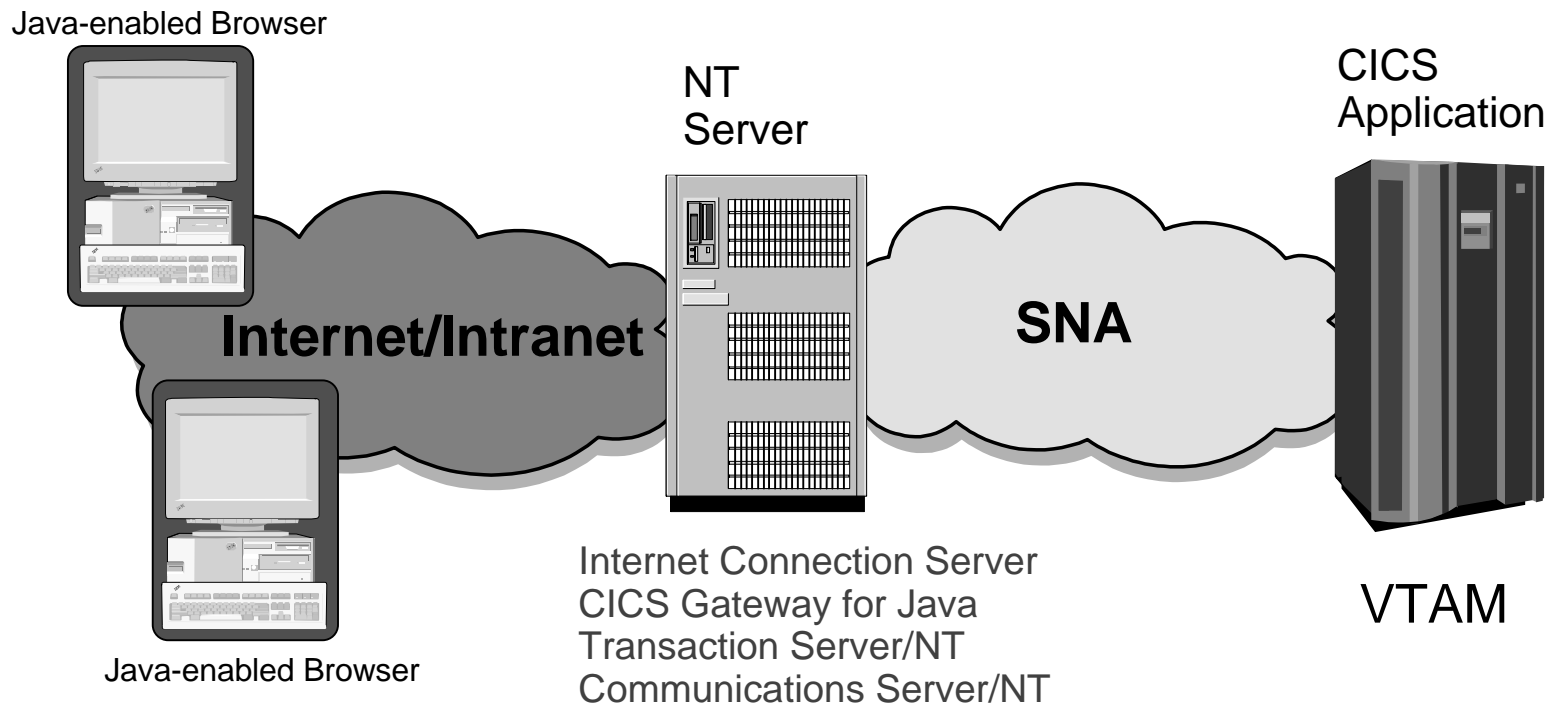 Java-enabled Browser
NT
Server
CICS
Application
Internet/Intranet
SNA
Java-enabled Browser
Internet Connection Server
CICS Gateway for Java
Transaction Server/NT
Communications Server/NT
VTAM